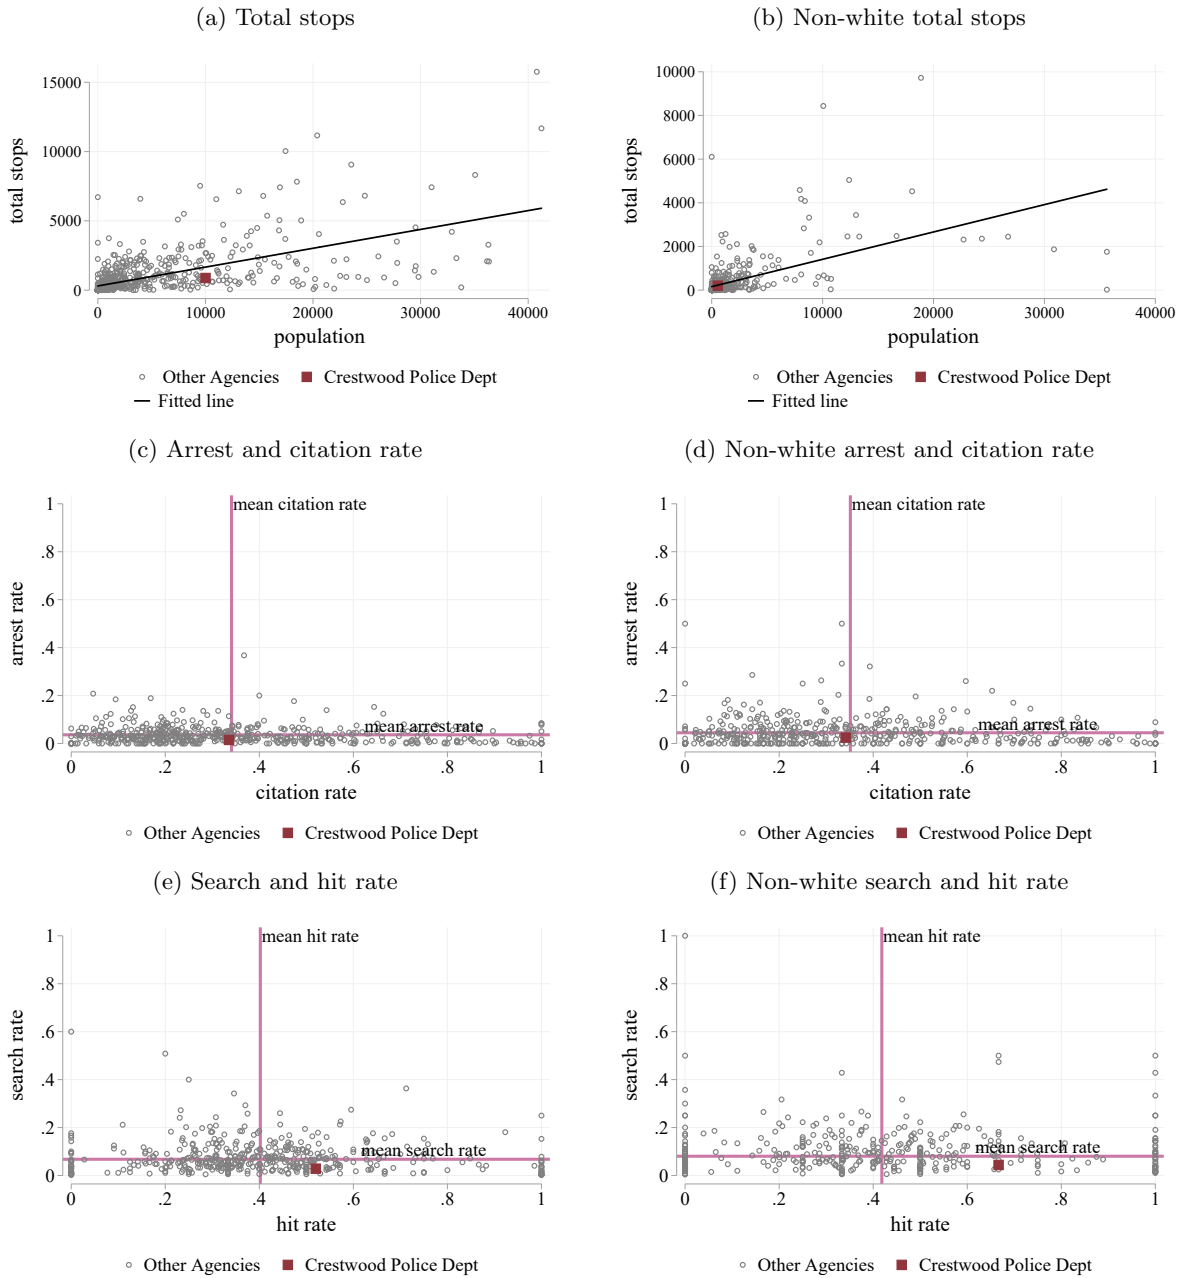 (a) Total stops
(b) Non-white total stops
15000
10000
5000
0
total stops
0 10000 20000 30000 40000
population
Other Agencies Crestwood Police Dept
Fitted line
10000
8000
6000
4000
2000
0
total stops
0 10000 20000 30000 40000
population
Other Agencies Crestwood Police Dept
Fitted line
(c) Arrest and citation rate
(d) Non-white arrest and citation rate
1
.8
.6
.4
.2
0
arrest rate
mean citation rate
mean arrest rate
0 .2 .4 .6 .8 1
citation rate
Other Agencies Crestwood Police Dept
1
.8
.6
.4
.2
0
arrest rate
mean citation rate
mean arrest rate
0 .2 .4 .6 .8 1
citation rate
Other Agencies Crestwood Police Dept
(e) Search and hit rate
(f) Non-white search and hit rate
1
.8
.6
.4
.2
0
search rate
mean hit rate
mean search rate
0 .2 .4 .6 .8 1
hit rate
Other Agencies Crestwood Police Dept
1
.8
.6
.4
.2
0
search rate
mean hit rate
mean search rate
0 .2 .4 .6 .8 1
hit rate
Other Agencies Crestwood Police Dept